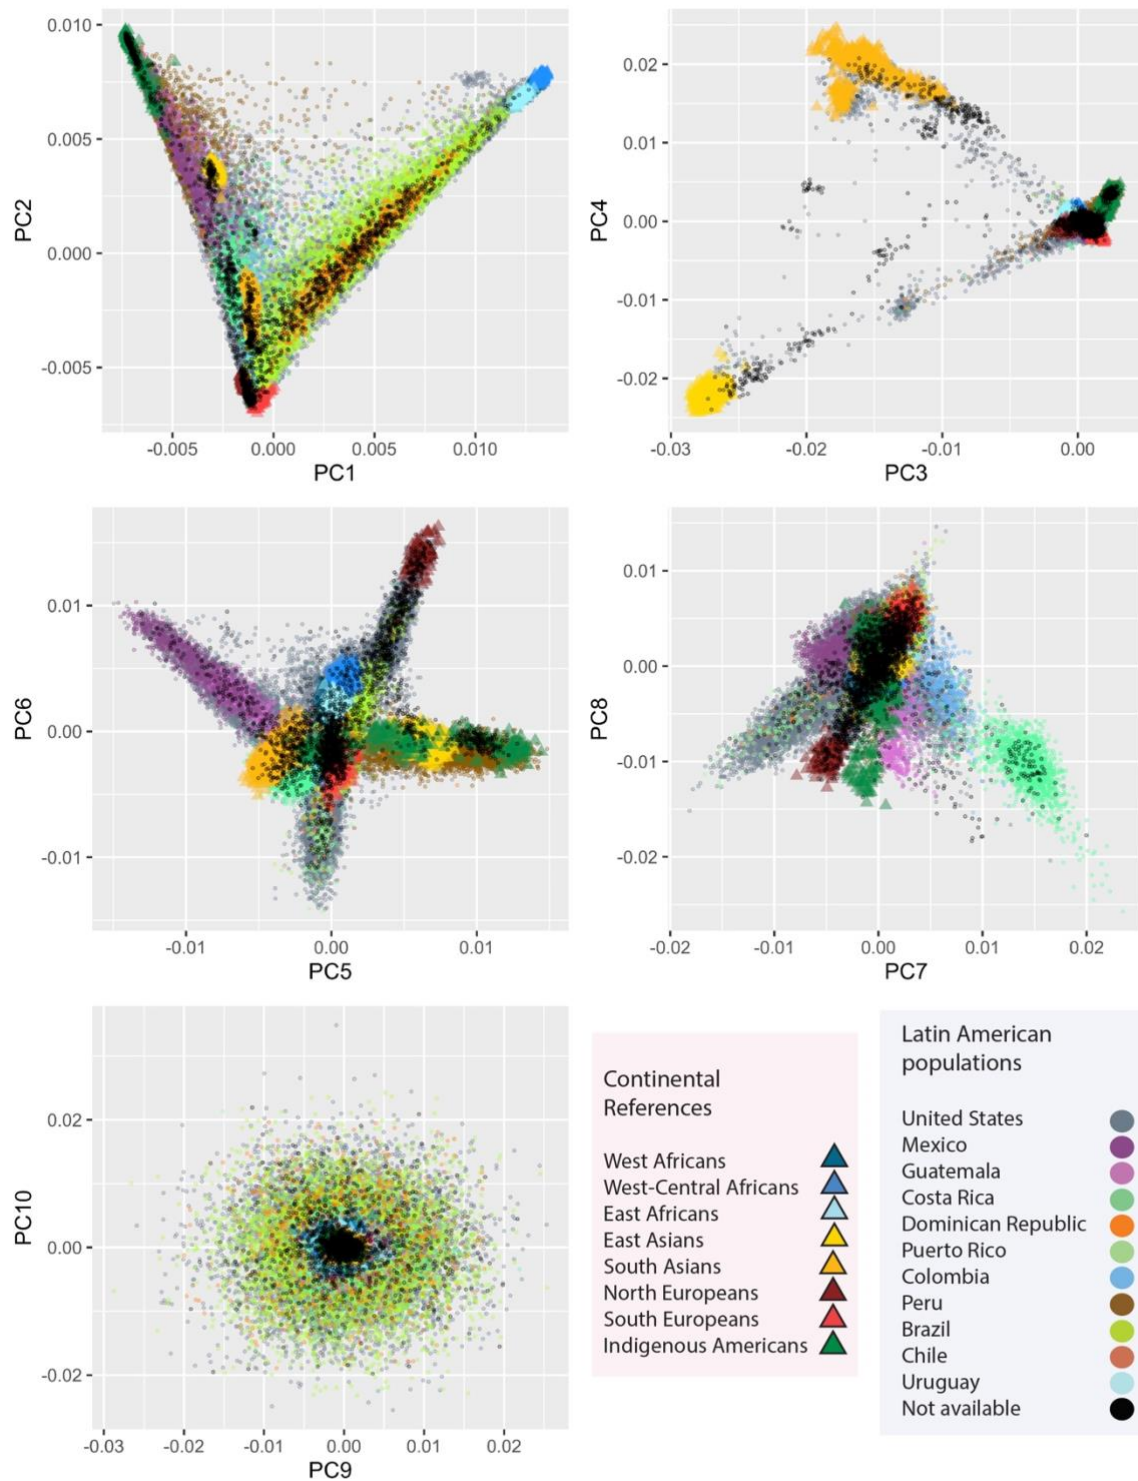 0.010
0.005
0.000
-0.005
PC2
-0.005
0.000
0.005
0.010
PC1
0.02
0.01
0.00
-0.01
-0.02
PC4
-0.03
-0.02
-0.01
0.00
PC3
0.01
0.00
-0.01
PC6
-0.01
0.00
0.01
PC5
0.01
0.00
-0.01
-0.02
PC8
-0.02
-0.01
0.00
0.01
0.02
PC7
0.02
0.00
-0.02
PC10
-0.03
-0.02
-0.01
0.00
0.01
0.02
PC9
Continental
References
West Africans
West-Central Africans
East Africans
East Asians
South Asians
North Europeans
South Europeans
Indigenous Americans
Latin American
populations
United States
Mexico
Guatemala
Costa Rica
Dominican Republic
Puerto Rico
Colombia
Peru
Brazil
Chile
Uruguay
Not available